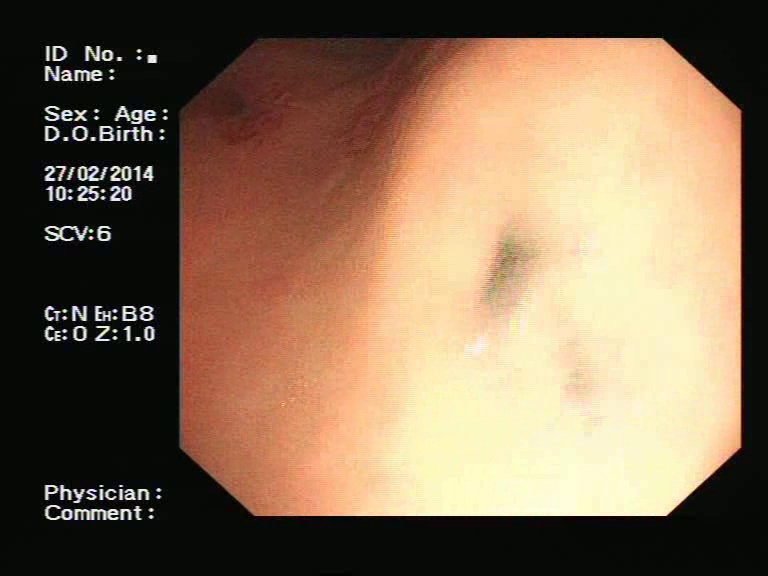 ID No. :
Name:
Sex: Age:
D.O.Birth:
27/02/2014
10:25:20
SCV:6
CT:N EH:B8
CE:0 Z:1.0
Physician:
Comment: